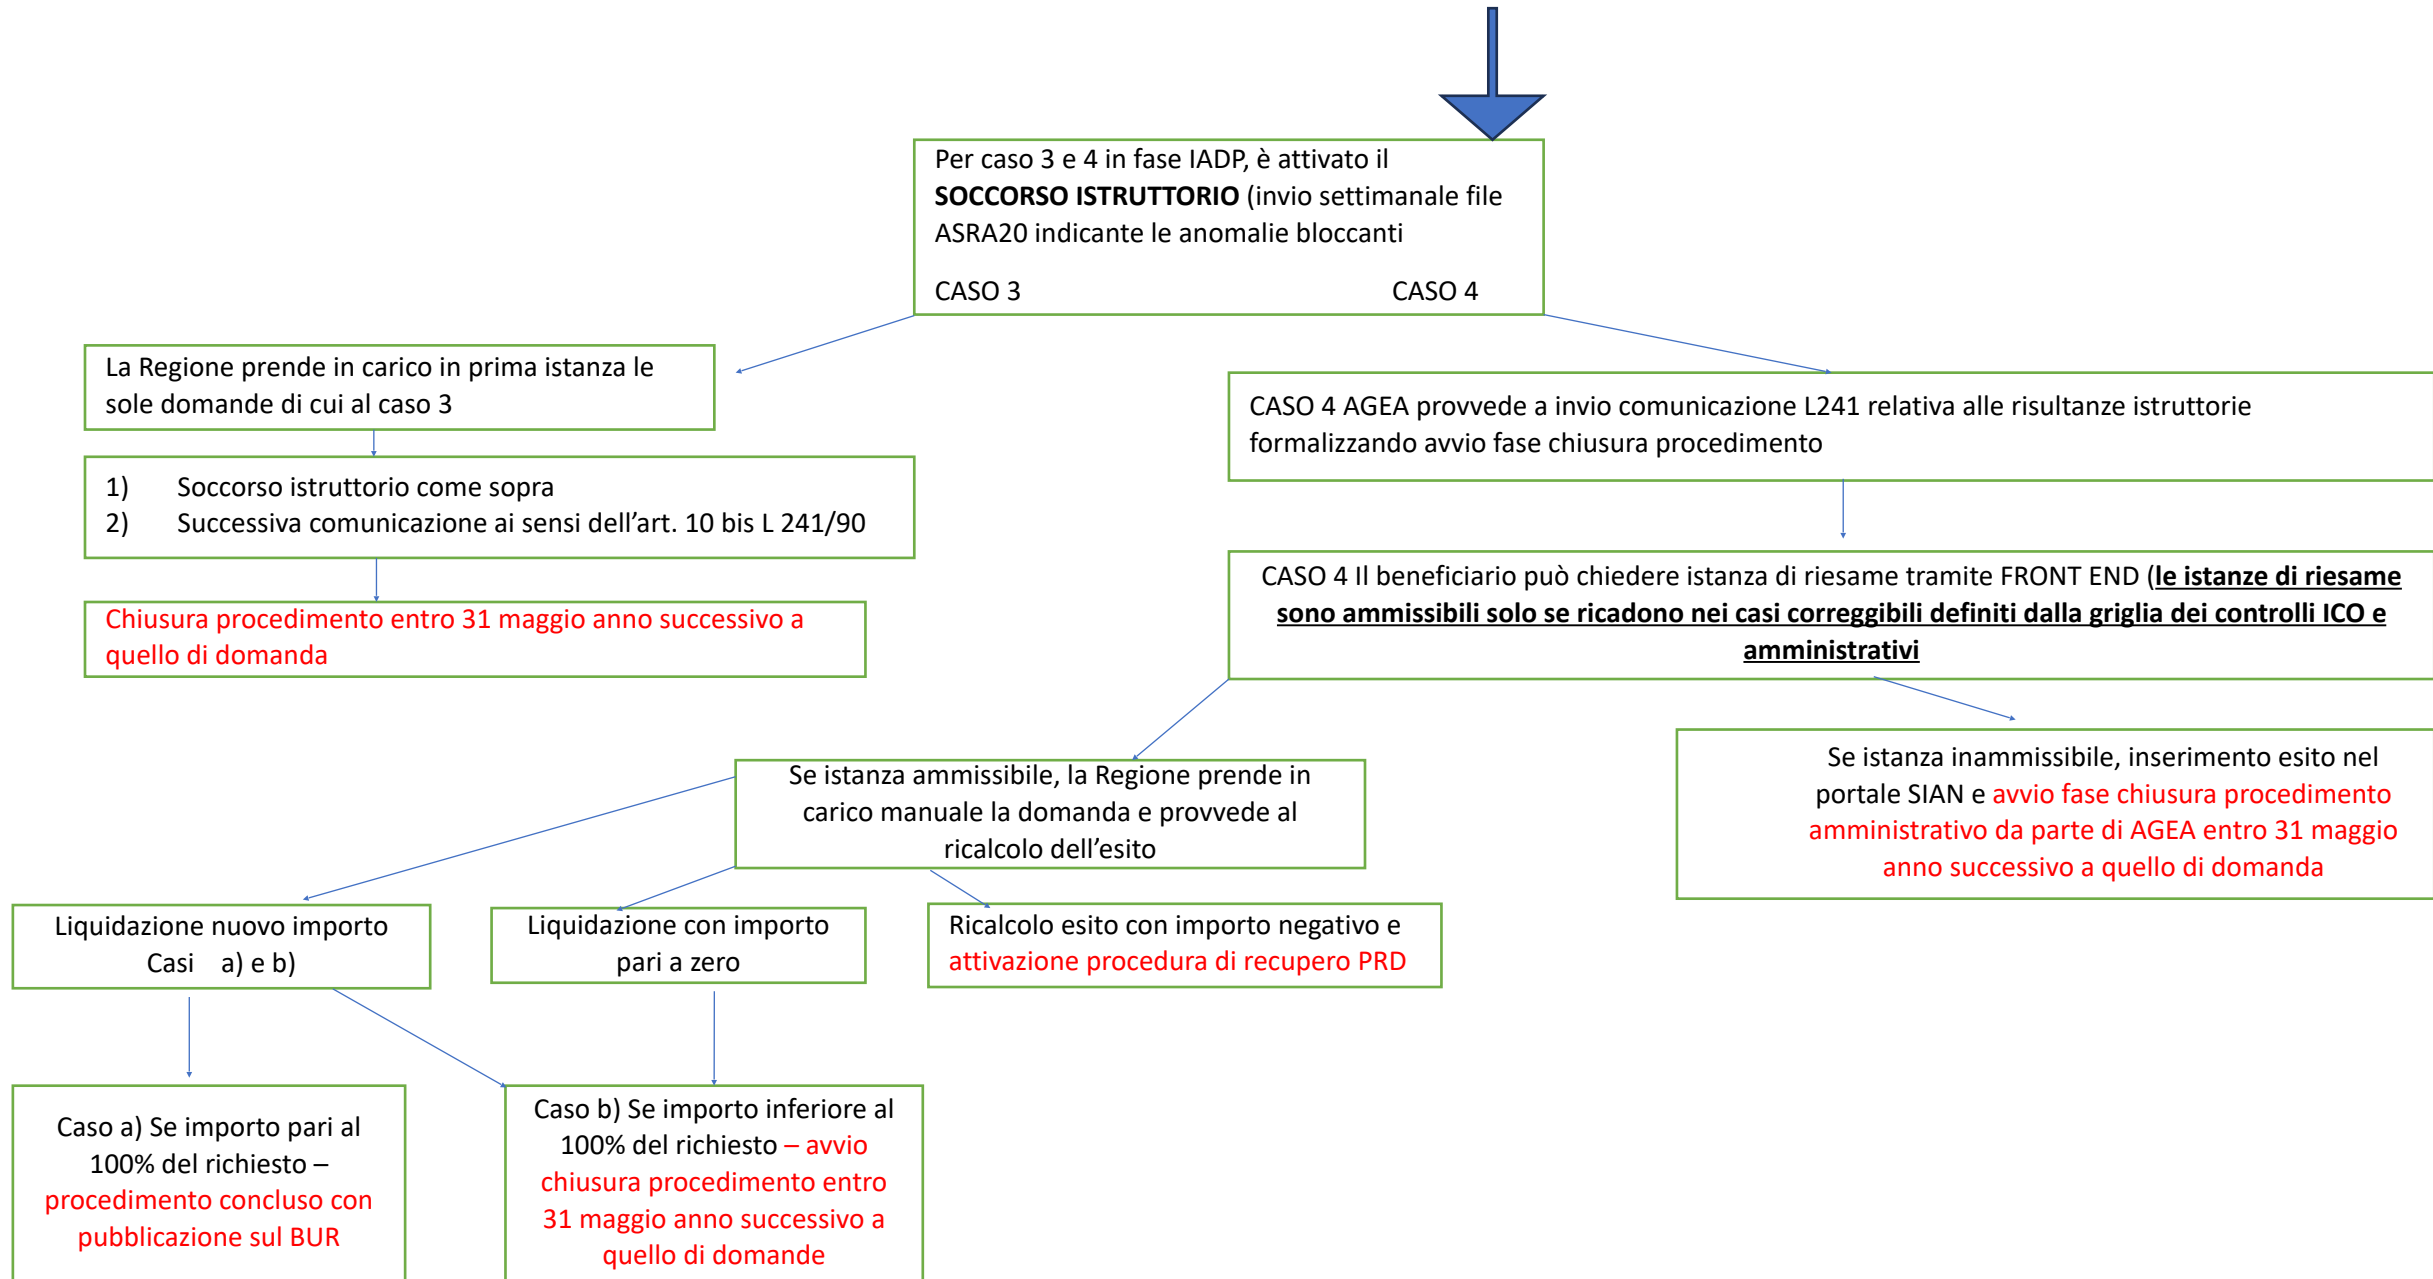 Per caso 3 e 4 in fase IADP, è attivato il
SOCCORSO ISTRUTTORIO (invio settimanale file
ASRA20 indicante le anomalie bloccanti
CASO 3 CASO 4
La Regione prende in carico in prima istanza le
sole domande di cui al caso 3
CASO 4 AGEA provvede a invio comunicazione L241 relativa alle risultanze istruttorie
formalizzando avvio fase chiusura procedimento
1) Soccorso istruttorio come sopra
2) Successiva comunicazione ai sensi dell’art. 10 bis L 241/90
CASO 4 Il beneficiario può chiedere istanza di riesame tramite FRONT END (le istanze di riesame
sono ammissibili solo se ricadono nei casi correggibili definiti dalla griglia dei controlli ICO e
amministrativi
Chiusura procedimento entro 31 maggio anno successivo a
quello di domanda
Se istanza ammissibile, la Regione prende in
carico manuale la domanda e provvede al
ricalcolo dell’esito
Se istanza inammissibile, inserimento esito nel
portale SIAN e avvio fase chiusura procedimento
amministrativo da parte di AGEA entro 31 maggio
anno successivo a quello di domanda
Liquidazione nuovo importo
Casi a) e b)
Liquidazione con importo
pari a zero
Ricalcolo esito con importo negativo e
attivazione procedura di recupero PRD
Caso a) Se importo pari al
100% del richiesto –
procedimento concluso con
pubblicazione sul BUR
Caso b) Se importo inferiore al
100% del richiesto – avvio
chiusura procedimento entro
31 maggio anno successivo a
quello di domande